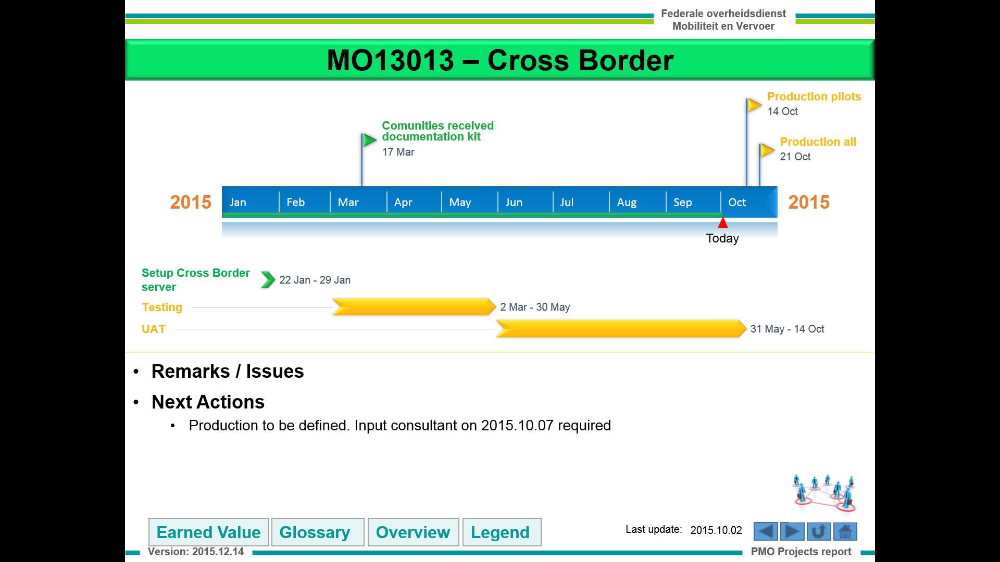 Federale overheidsdienst
Mobiliteit en Vervoer
MO13013 – Cross Border
Production pilots
14 Oct
Comunities received
documentation kit
17 Mar
Production all
21 Oct
2015
Jan Feb Mar Apr May Jun Jul Aug Sep Oct
2015
Today
Setup Cross Border
server
22 Jan - 29 Jan
Testing
2 Mar - 30 May
UAT
31 May - 14 Oct
• Remarks / Issues
• Next Actions
• Production to be defined. Input consultant on 2015.10.07 required
Earned Value
Glossary
Overview
Legend
Last update: 2015.10.02
Version: 2015.12.14
PMO Projects report